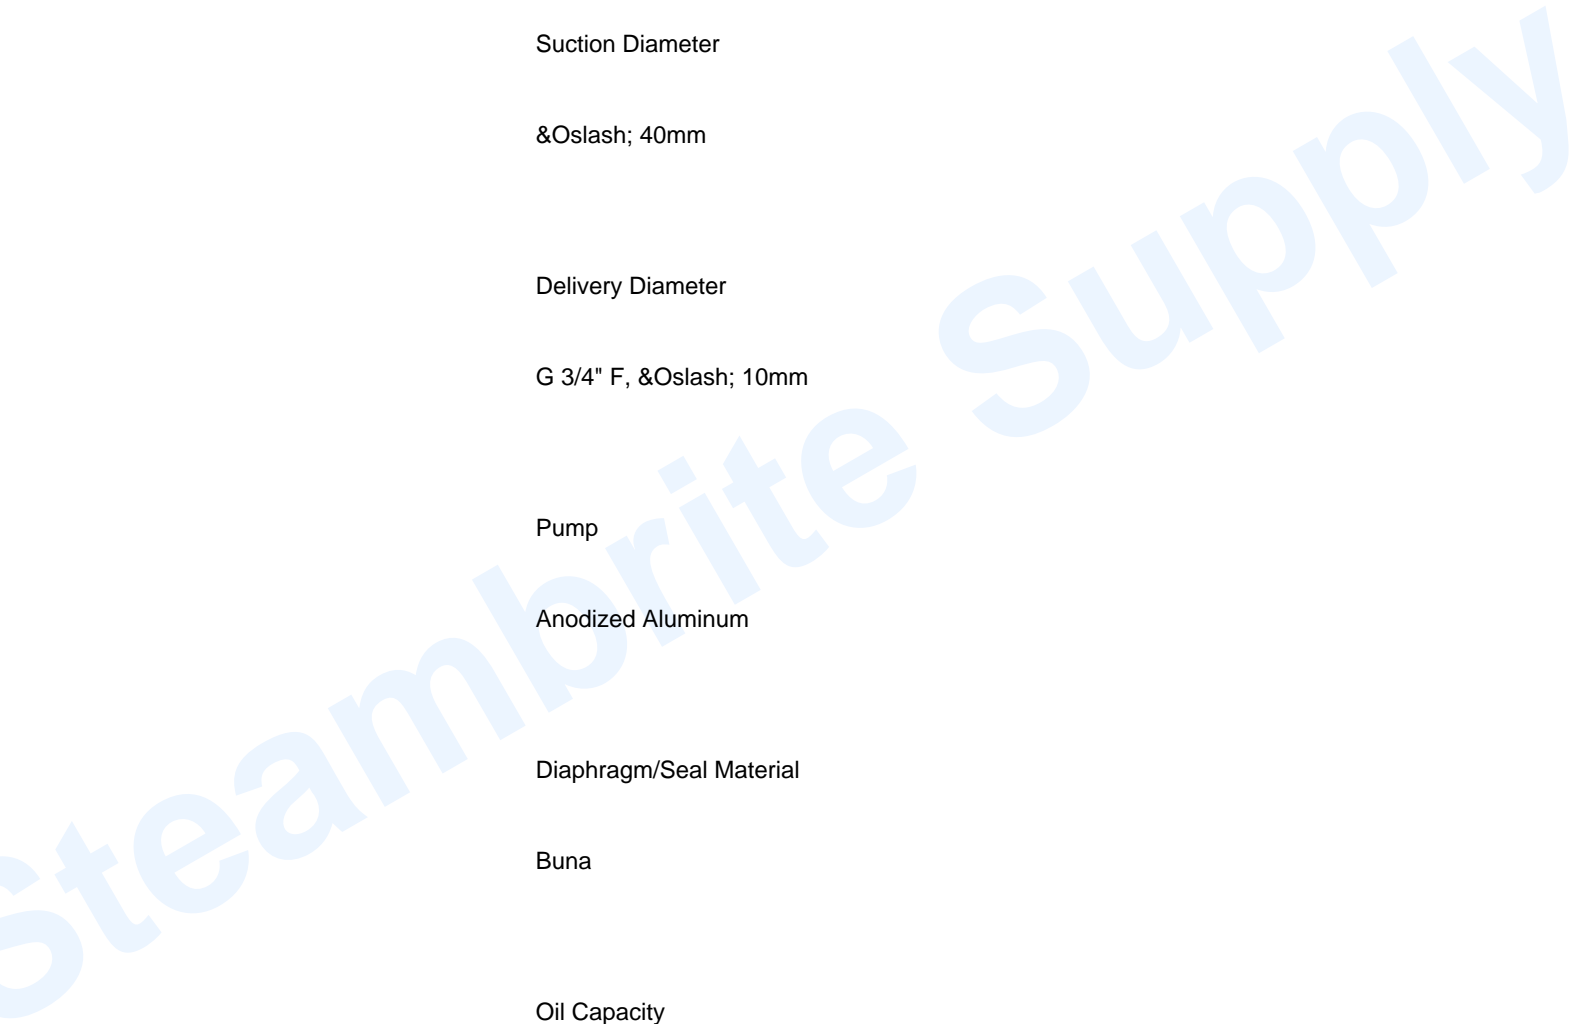 Suction Diameter
&Oslash; 40mm
Delivery Diameter
G 3/4" F, &Oslash; 10mm
Pump
Anodized Aluminum
Diaphragm/Seal Material
Buna
Oil Capacity
Steambrite Supply